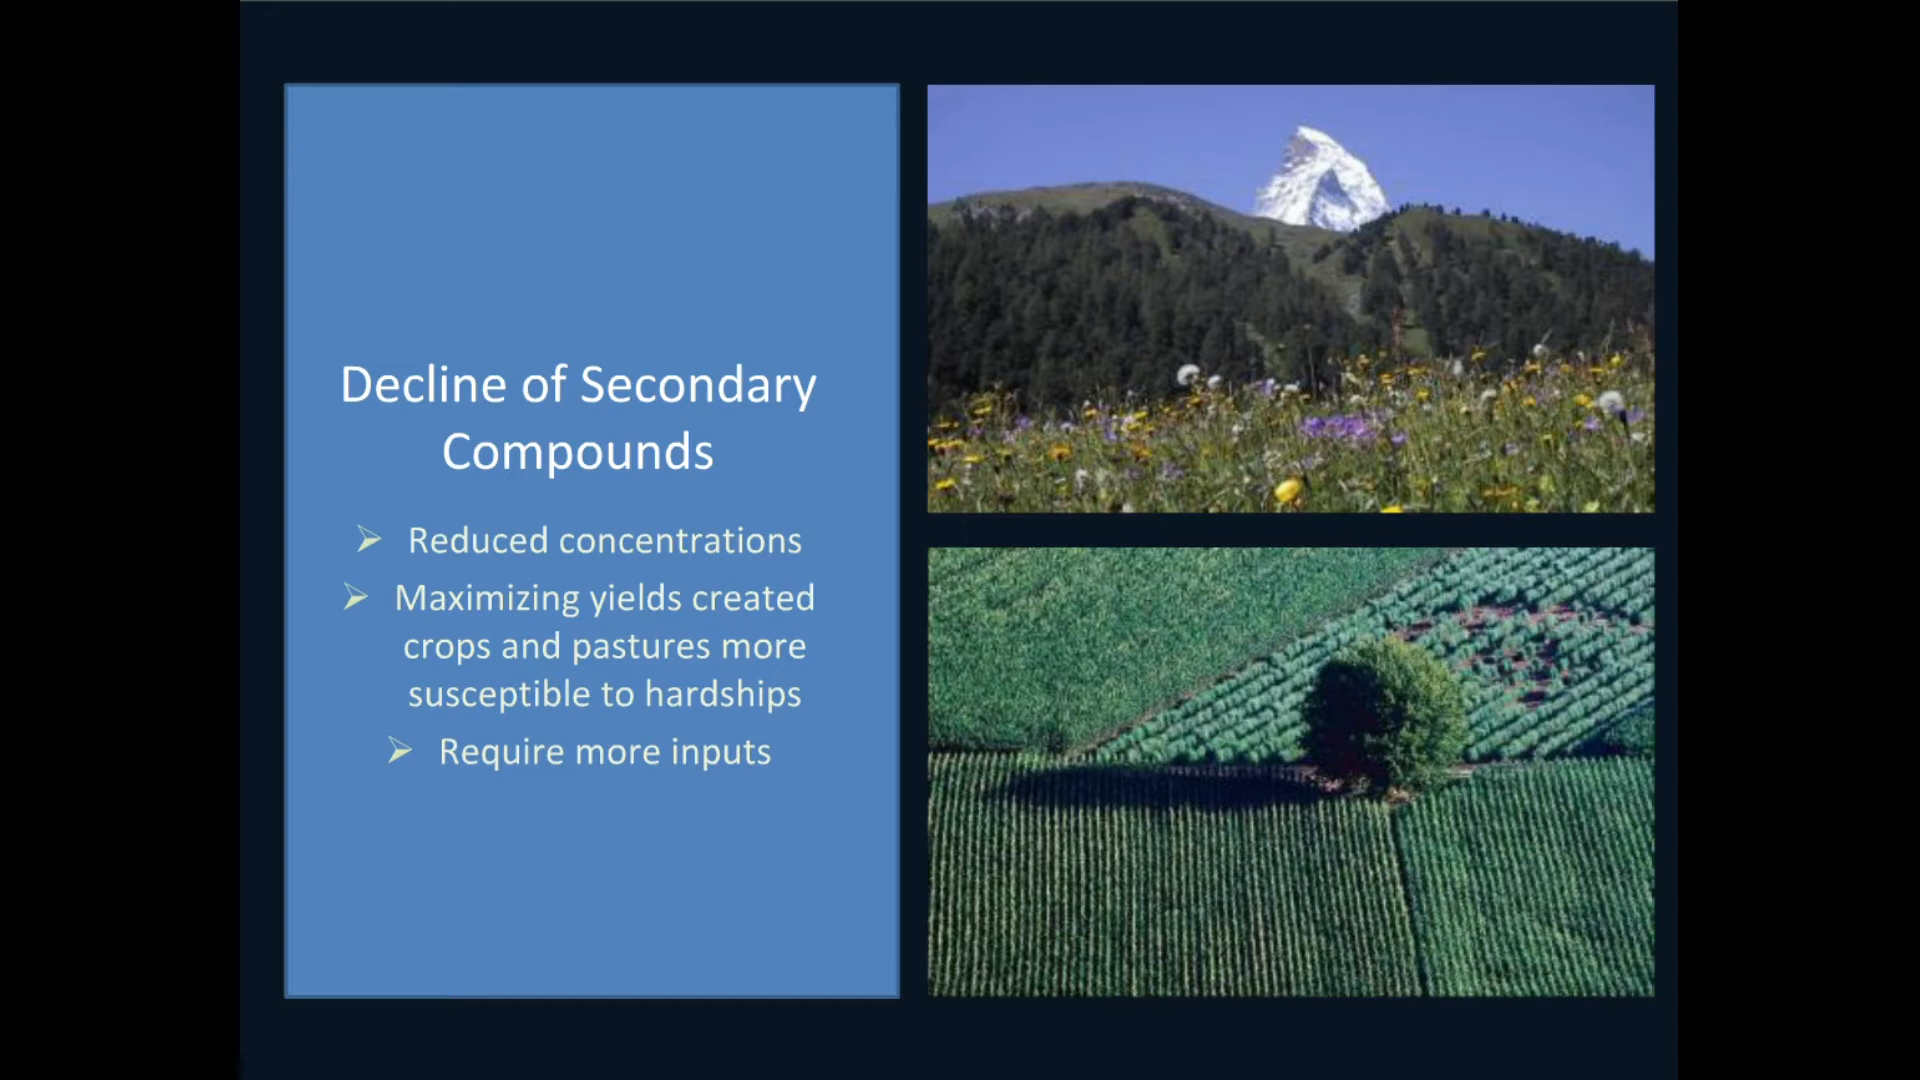 Decline of Secondary
Compounds
➢ Reduced concentrations
➢ Maximizing yields created
crops and pastures more
susceptible to hardships
➢ Require more inputs